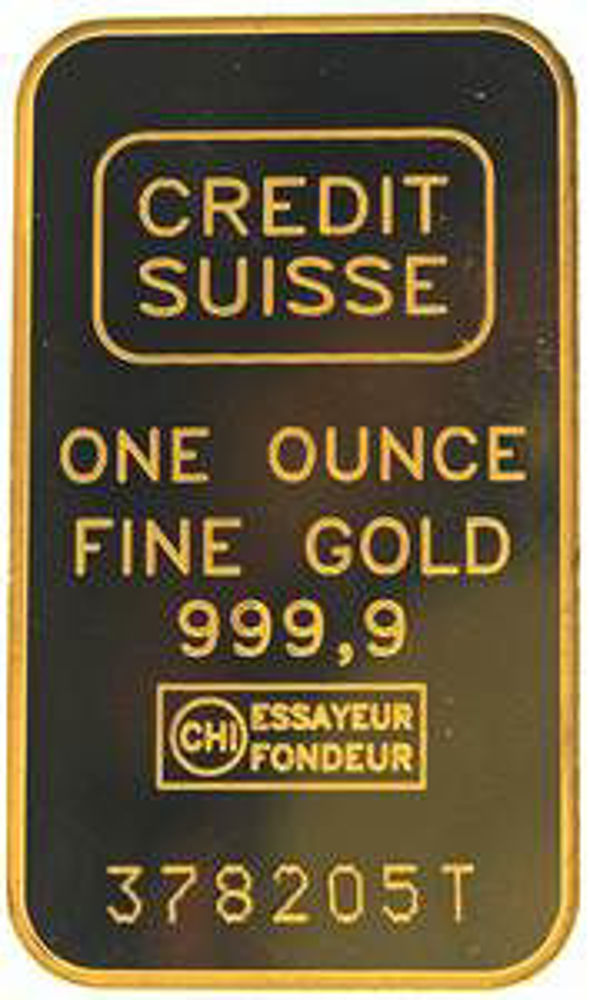 CREDIT
SUISSE
ONE OUNCE
FINE GOLD
999,9
CHI ESSAYEUR
FONDEUR
378205T